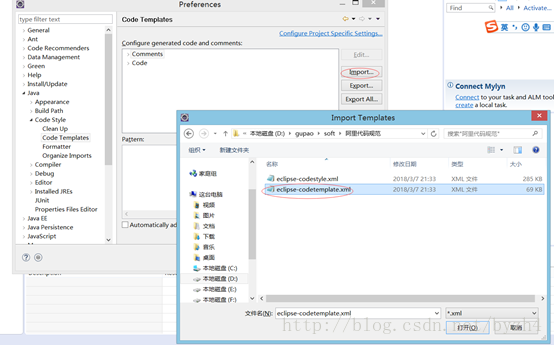 Preferences
type filter text
Code Templates
General
Ant
Code Recommenders
Data Management
Green
Help
Install/Update
Java
Appearance
Build Path
Code Style
Clean Up
Code Templates
Formatter
Organize Imports
Compiler
Debug
Editor
Installed JREs
JUnit
Properties Files Editor
Java EE
Java Persistence
JavaScript
Configure Project Specific Settings...
Configure generated code and comments:
Comments
Code
Edit...
Import...
Export...
Export All...
Pattern:
Automatically ad
Find
All
Activate...
英
Connect Mylyn
Connect to your task and ALM tool
create a local task.
Import Templates
本地磁盘 (D:)
gupao
soft
阿里代码规范
搜索"阿里代码规范"
组织
新建文件夹
名称
修改日期
类型
大小
家庭组
这台电脑
视频
图片
文档
下载
音乐
桌面
本地磁盘 (C:)
本地磁盘 (D:)
本地磁盘 (E:)
本地磁盘 (F:)
eclipse-codestyle.xml
2018/3/7 21:33
XML 文件
285 KB
eclipse-codetemplate.xml
2018/3/7 21:33
XML 文件
69 KB
文件名(N):
eclipse-codetemplate.xml
*.xml
打开(O)
取消